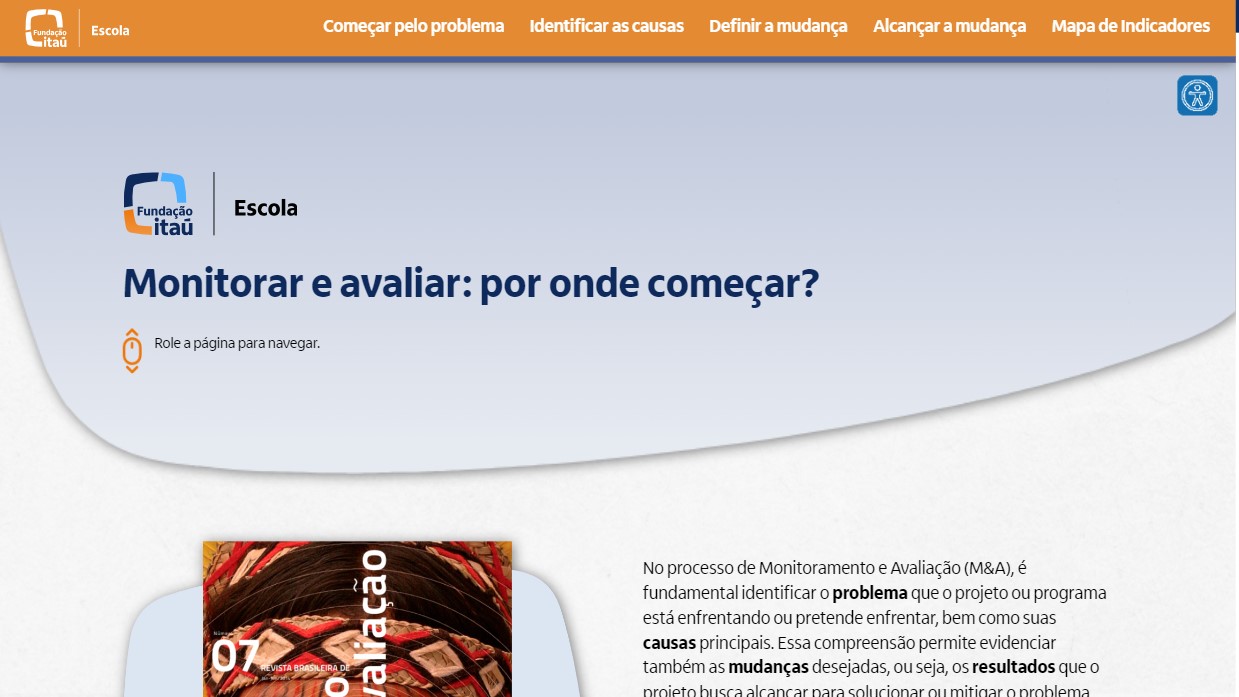 Fundação
itaú
Escola
Começar pelo problema
Identificar as causas
Definir a mudança
Alcançar a mudança
Mapa de Indicadores
Fundação
itaú
Escola
Monitorar e avaliar: por onde começar?
Role a página para navegar.
07
REVISTA BRASILEIRA DE
valiação
No processo de Monitoramento e Avaliação (M&A), é
fundamental identificar o problema que o projeto ou programa
está enfrentando ou pretende enfrentar, bem como suas
causas principais. Essa compreensão permite evidenciar
também as mudanças desejadas, ou seja, os resultados que o
projeto busca alcançar para solucionar ou mitigar o problema